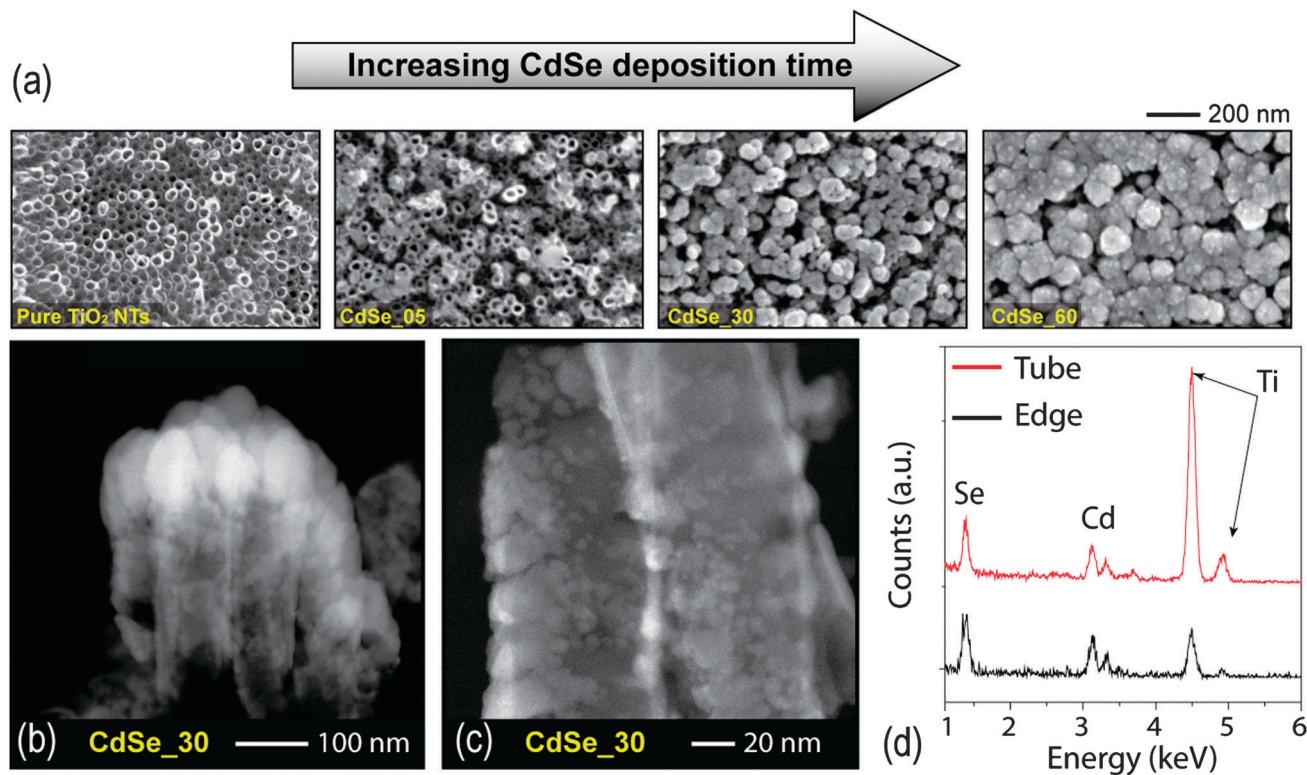 Increasing CdSe deposition time
(a)
200 nm
Pure TiO₂ NTs
CdSe_05
CdSe_30
CdSe_60
(b)
CdSe_30
100 nm
(c)
CdSe_30
20 nm
Tube
Edge
Ti
Se
Cd
Counts (a.u.)
1 2 3 4 5 6
Energy (keV)
(d)